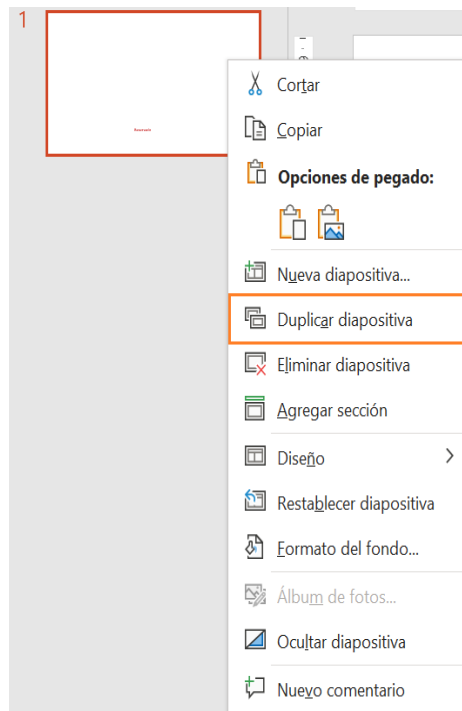 1
Cortar
Copiar
Opciones de pegado:
Nueva diapositiva...
Duplicar diapositiva
Eliminar diapositiva
Agregar sección
Diseño
Restablecer diapositiva
Formato del fondo...
Álbum de fotos...
Ocultar diapositiva
Nuevo comentario